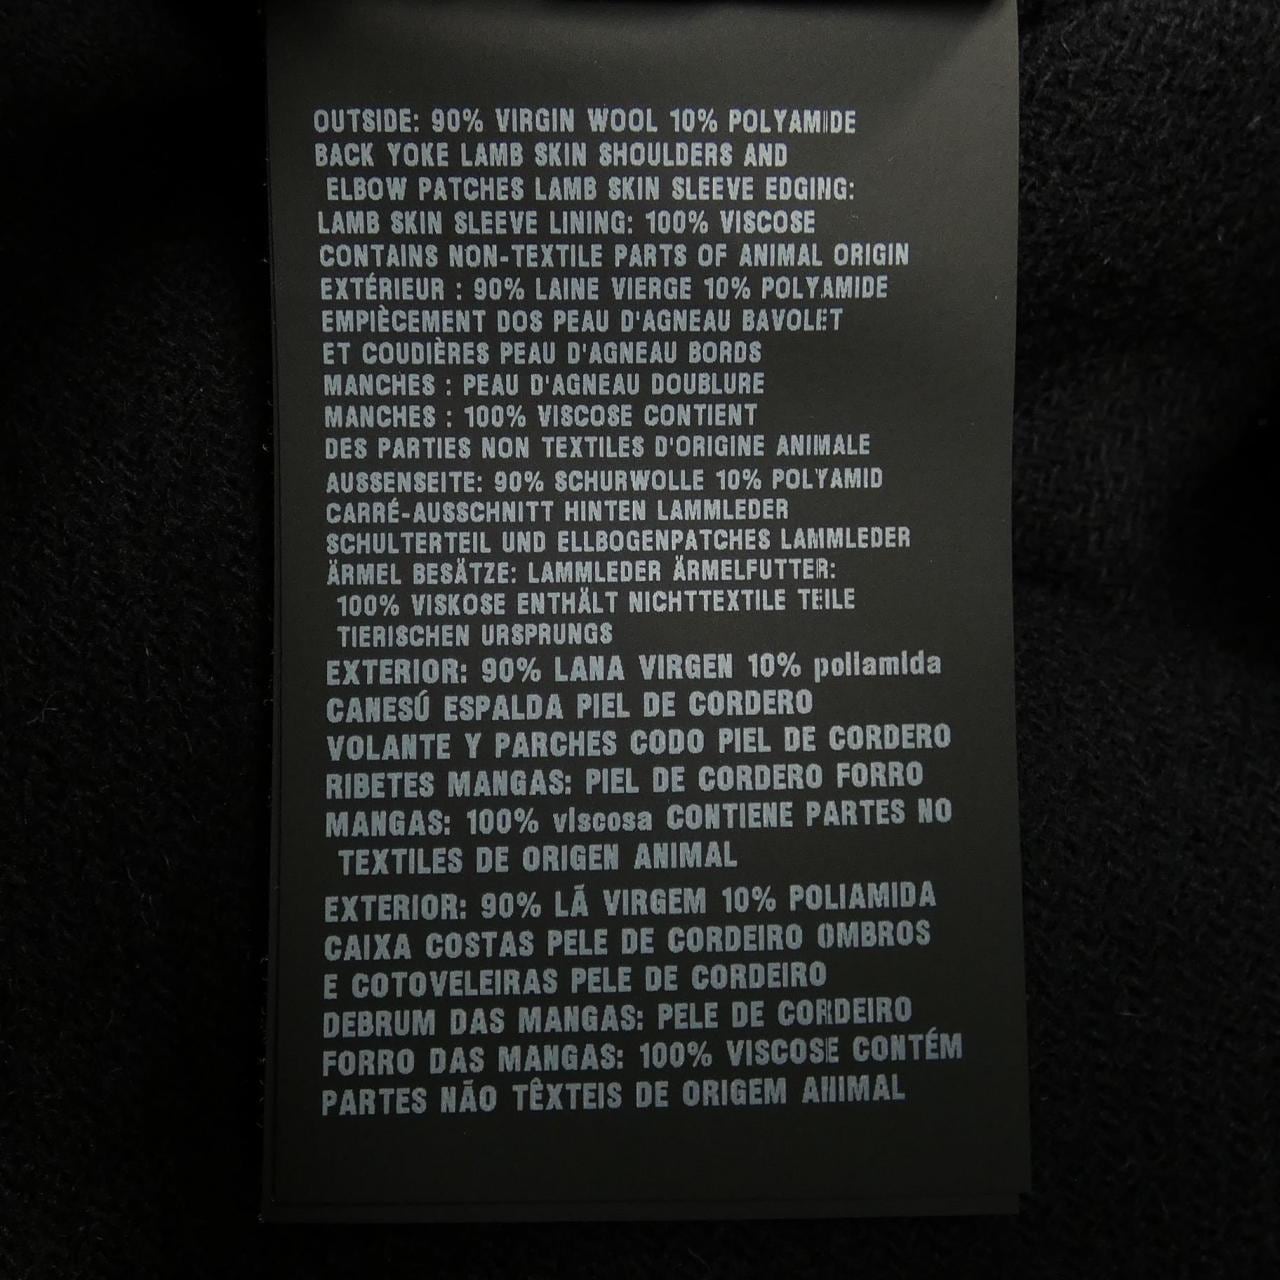 OUTSIDE: 90% VIRGIN WOOL 10% POLYAMIDE
BACK YOKE LAMB SKIN SHOULDERS AND
ELBOW PATCHES LAMB SKIN SLEEVE EDGING:
LAMB SKIN SLEEVE LINING: 100% VISCOSE
CONTAINS NON-TEXTILE PARTS OF ANIMAL ORIGIN
EXTÉRIEUR : 90% LAINE VIERGE 10% POLYAMIDE
EMPIÈCEMENT DOS PEAU D'AGNEAU BAVOLET
ET COUDIÈRES PEAU D'AGNEAU BORDS
MANCHES : PEAU D'AGNEAU DOUBLURE
MANCHES : 100% VISCOSE CONTIENT
DES PARTIES NON TEXTILES D'ORIGINE ANIMALE
AUSSENSEITE: 90% SCHURWOLLE 10% POLYAMID
CARRÉ-AUSSCHNITT HINTEN LAMMLEDER
SCHULTERTEIL UND ELLBOGENPATCHES LAMMLEDER
ÄRMEL BESÄTZE: LAMMLEDER ÄRMELFUTTER:
100% VISKOSE ENTHÄLT NICHTTEXTILE TEILE
TIERISCHEN URSPRUNGS
EXTERIOR: 90% LANA VIRGEN 10% poliamida
CANESÚ ESPALDA PIEL DE CORDERO
VOLANTE Y PARCHES CODO PIEL DE CORDERO
RIBETES MANGAS: PIEL DE CORDERO FORRO
MANGAS: 100% viscosa CONTIENE PARTES NO
TEXTILES DE ORIGEN ANIMAL
EXTERIOR: 90% LÃ VIRGEM 10% POLIAMIDA
CAIXA COSTAS PELE DE CORDEIRO OMBROS
E COTOVELEIRAS PELE DE CORDEIRO
DEBRUM DAS MANGAS: PELE DE CORDEIRO
FORRO DAS MANGAS: 100% VISCOSE CONTÉM
PARTES NÃO TÊXTEIS DE ORIGEM ANIMAL